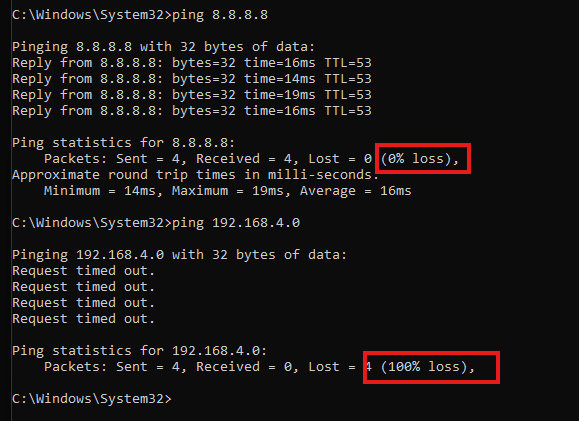 C:\Windows\System32>ping 8.8.8.8
Pinging 8.8.8.8 with 32 bytes of data:
Reply from 8.8.8.8: bytes=32 time=16ms TTL=53
Reply from 8.8.8.8: bytes=32 time=14ms TTL=53
Reply from 8.8.8.8: bytes=32 time=19ms TTL=53
Reply from 8.8.8.8: bytes=32 time=16ms TTL=53
Ping statistics for 8.8.8.8:
    Packets: Sent = 4, Received = 4, Lost = 0 (0% loss),
Approximate round trip times in milli-seconds:
    Minimum = 14ms, Maximum = 19ms, Average = 16ms
C:\Windows\System32>ping 192.168.4.0
Pinging 192.168.4.0 with 32 bytes of data:
Request timed out.
Request timed out.
Request timed out.
Request timed out.
Ping statistics for 192.168.4.0:
    Packets: Sent = 4, Received = 0, Lost = 4 (100% loss),
C:\Windows\System32>